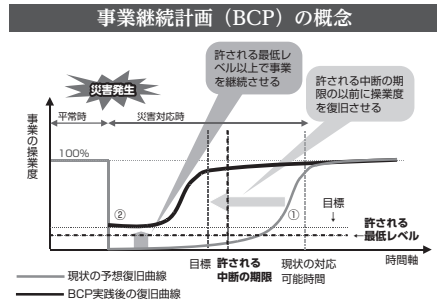 事業継続計画（BCP）の概念
許される最低レ
ベル以上で事業
を継続させる
許される中断の期
限の以前に操業度
を復旧させる
災害発生
平常時
災害対応時
事業の操業度
100%
②
①
目標
↓
許される
←最低レベル
時間軸
目標
許される
中断の期限
現状の対応
可能時間
現状の予想復旧曲線
BCP実践後の復旧曲線